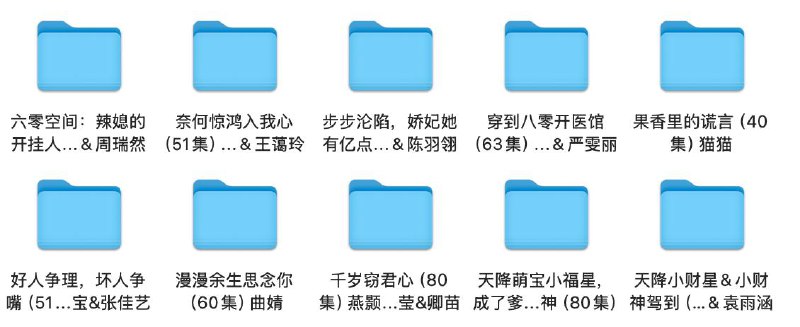 六零空间：辣媳的
开挂人...＆周瑞然
奈何惊鸿入我心
(51集) ...＆王蔼玲
步步沦陷，娇妃她
有亿点...＆陈羽翎
穿到八零开医馆
(63集) ...＆严雯丽
果香里的谎言 (40
集) 猫猫
好人争理，坏人争
嘴 (51...宝&张佳艺
漫漫余生思念你
(60集) 曲婧
千岁窃君心 (80
集) 燕颢...莹&卿苗
天降萌宝小福星，
成了爹...神 (80集)
天降小财星＆小财
神驾到 (...＆袁雨涵